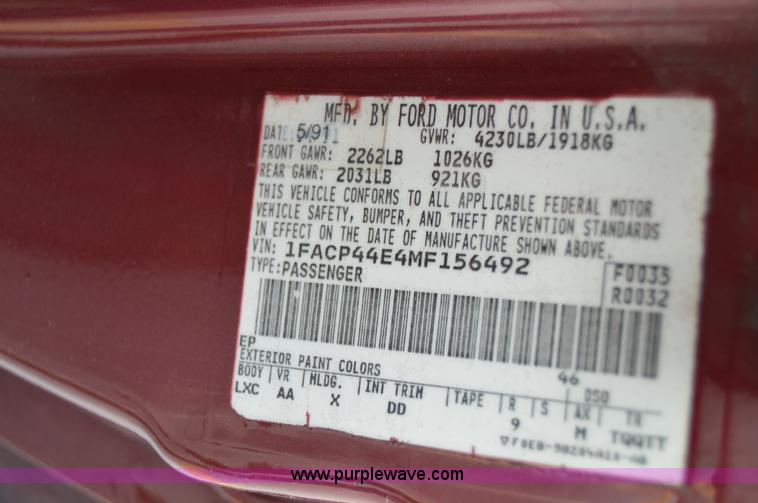 MFD. BY FORD MOTOR CO. IN U.S.A.
DATE: 5/91 GVWR: 4230LB/1918KG
FRONT GAWR: 2262LB 1026KG
REAR GAWR: 2031LB 921KG
THIS VEHICLE CONFORMS TO ALL APPLICABLE FEDERAL MOTOR
VEHICLE SAFETY, BUMPER, AND THEFT PREVENTION STANDARDS
IN EFFECT ON THE DATE OF MANUFACTURE SHOWN ABOVE.
VIN: 1FACP44E4MF156492
TYPE: PASSENGER
F0035
R0032
EP
EXTERIOR PAINT COLORS 46 DSO
BODY VR MLDG. INT TRIM TAPE R S AX TR
LXC AA X DD 9 M TQQTT
www.purplewave.com